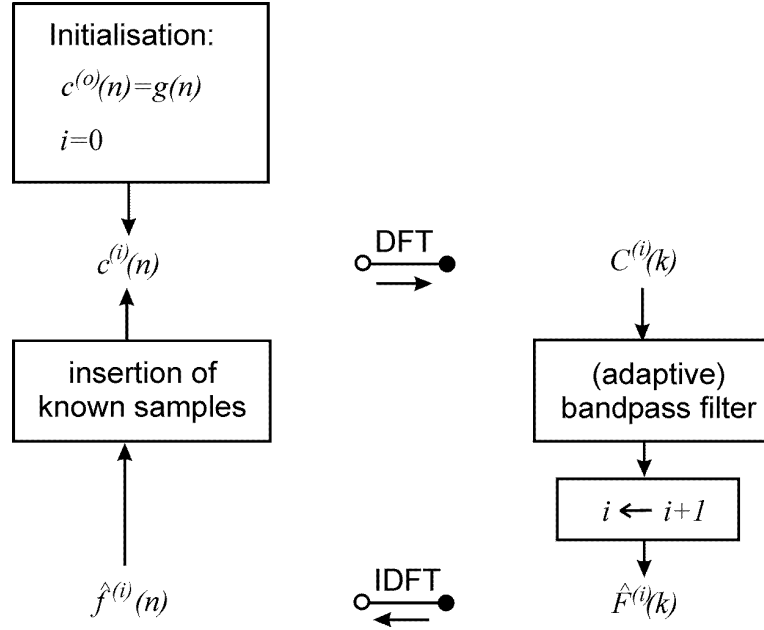 Initialisation:
c^(o)(n)=g(n)
i=0
c^(i)(n)
DFT
C^(i)(k)
insertion of
known samples
(adaptive)
bandpass filter
i ← i+1
f̂^(i)(n)
IDFT
F̂^(i)(k)